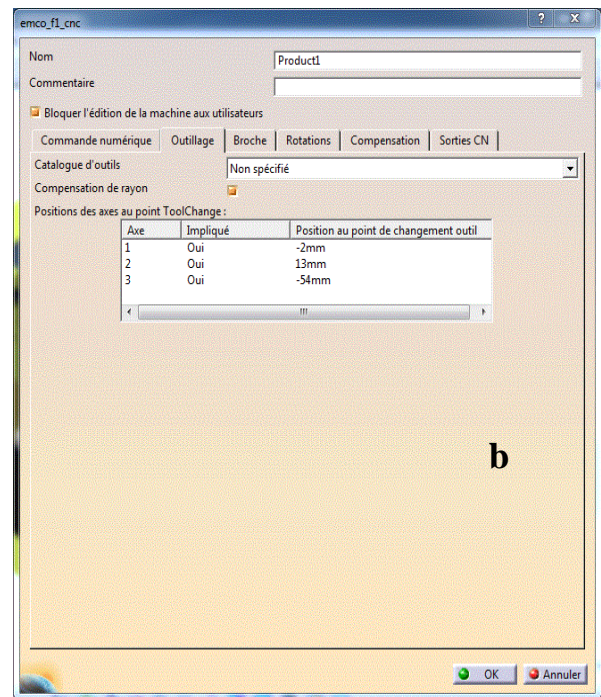 emco_f1_cnc ? X
Nom Product1
Commentaire
Bloquer l'édition de la machine aux utilisateurs
Commande numérique Outillage Broche Rotations Compensation Sorties CN
Catalogue d'outils Non spécifié
Compensation de rayon
Positions des axes au point ToolChange :
Axe Impliqué Position au point de changement outil
1 Oui -2mm
2 Oui 13mm
3 Oui -54mm
b
OK Annuler